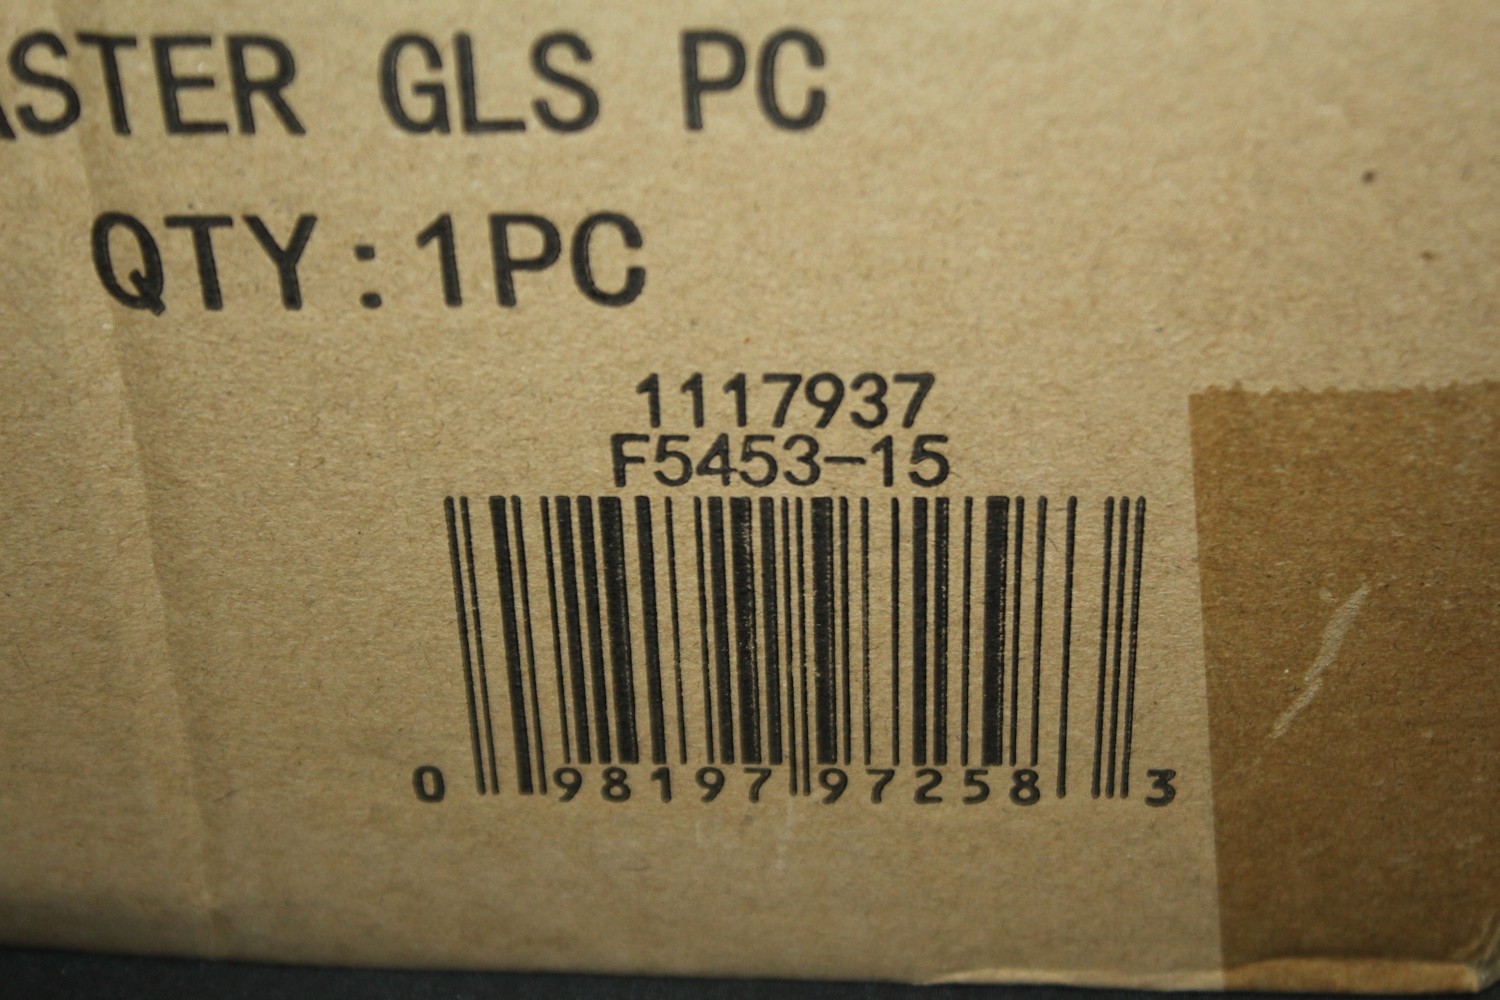 ASTER GLS PC
QTY:1PC
1117937
F5453-15
0 98197 97258 3